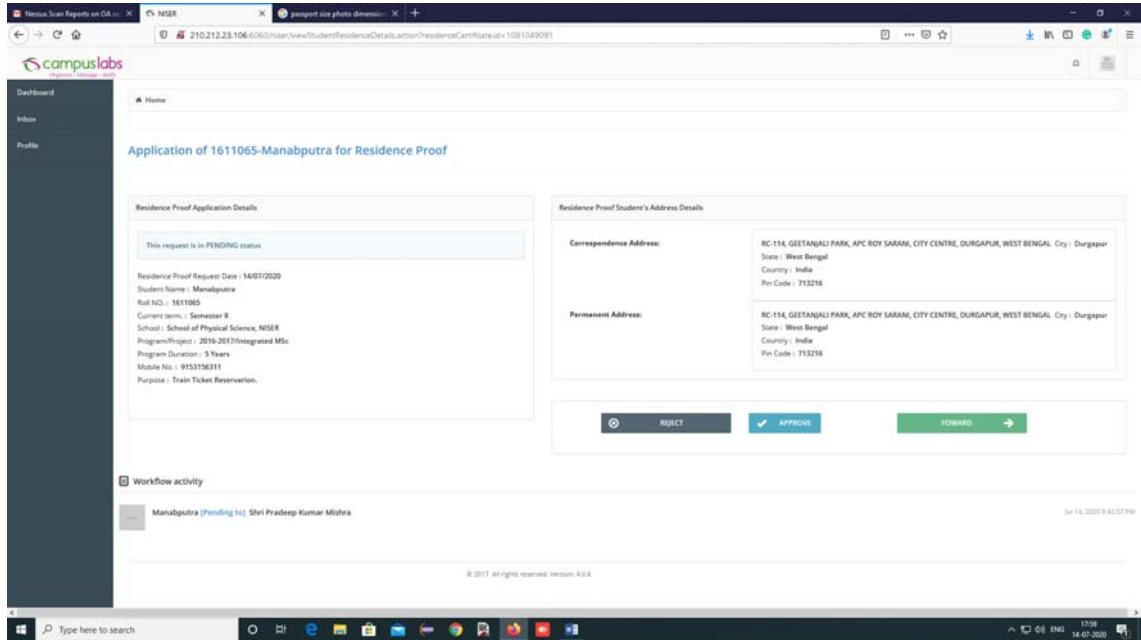 Nessus Scan Reports on OA
NISER
passport size photo dimension
210.212.23.106:6060/niser/viewStudentResidenceDetails.action?residenceCertificate.id=1081049091
campuslabs
Dashboard
Inbox
Profile
Home
Application of 1611065-Manabputra for Residence Proof
Residence Proof Application Details
This request is in PENDING status
Residence Proof Request Date : 14/07/2020
Student Name : Manabputra
Roll NO. : 1611065
Current term. : Semester 8
School : School of Physical Science, NISER
Program/Project : 2016-2017/Integrated MSc
Program Duration : 5 Years
Mobile No. : 9153156311
Purpose : Train Ticket Reservarion.
Residence Proof Student's Address Details
Correspondence Address:
RC-114, GEETANJALI PARK, APC ROY SARANI, CITY CENTRE, DURGAPUR, WEST BENGAL City : Durgapur
State : West Bengal
Country : India
Pin Code : 713216
Permanent Address:
RC-114, GEETANJALI PARK, APC ROY SARANI, CITY CENTRE, DURGAPUR, WEST BENGAL City : Durgapur
State : West Bengal
Country : India
Pin Code : 713216
REJECT
APPROVE
FOWARD
Workflow activity
Manabputra [Pending to] Shri Pradeep Kumar Mishra
Jul 14, 2020 5:42:57 PM
© 2017. All rights reserved. Version: 4.0.6
Type here to search
ENG
17:59
14-07-2020